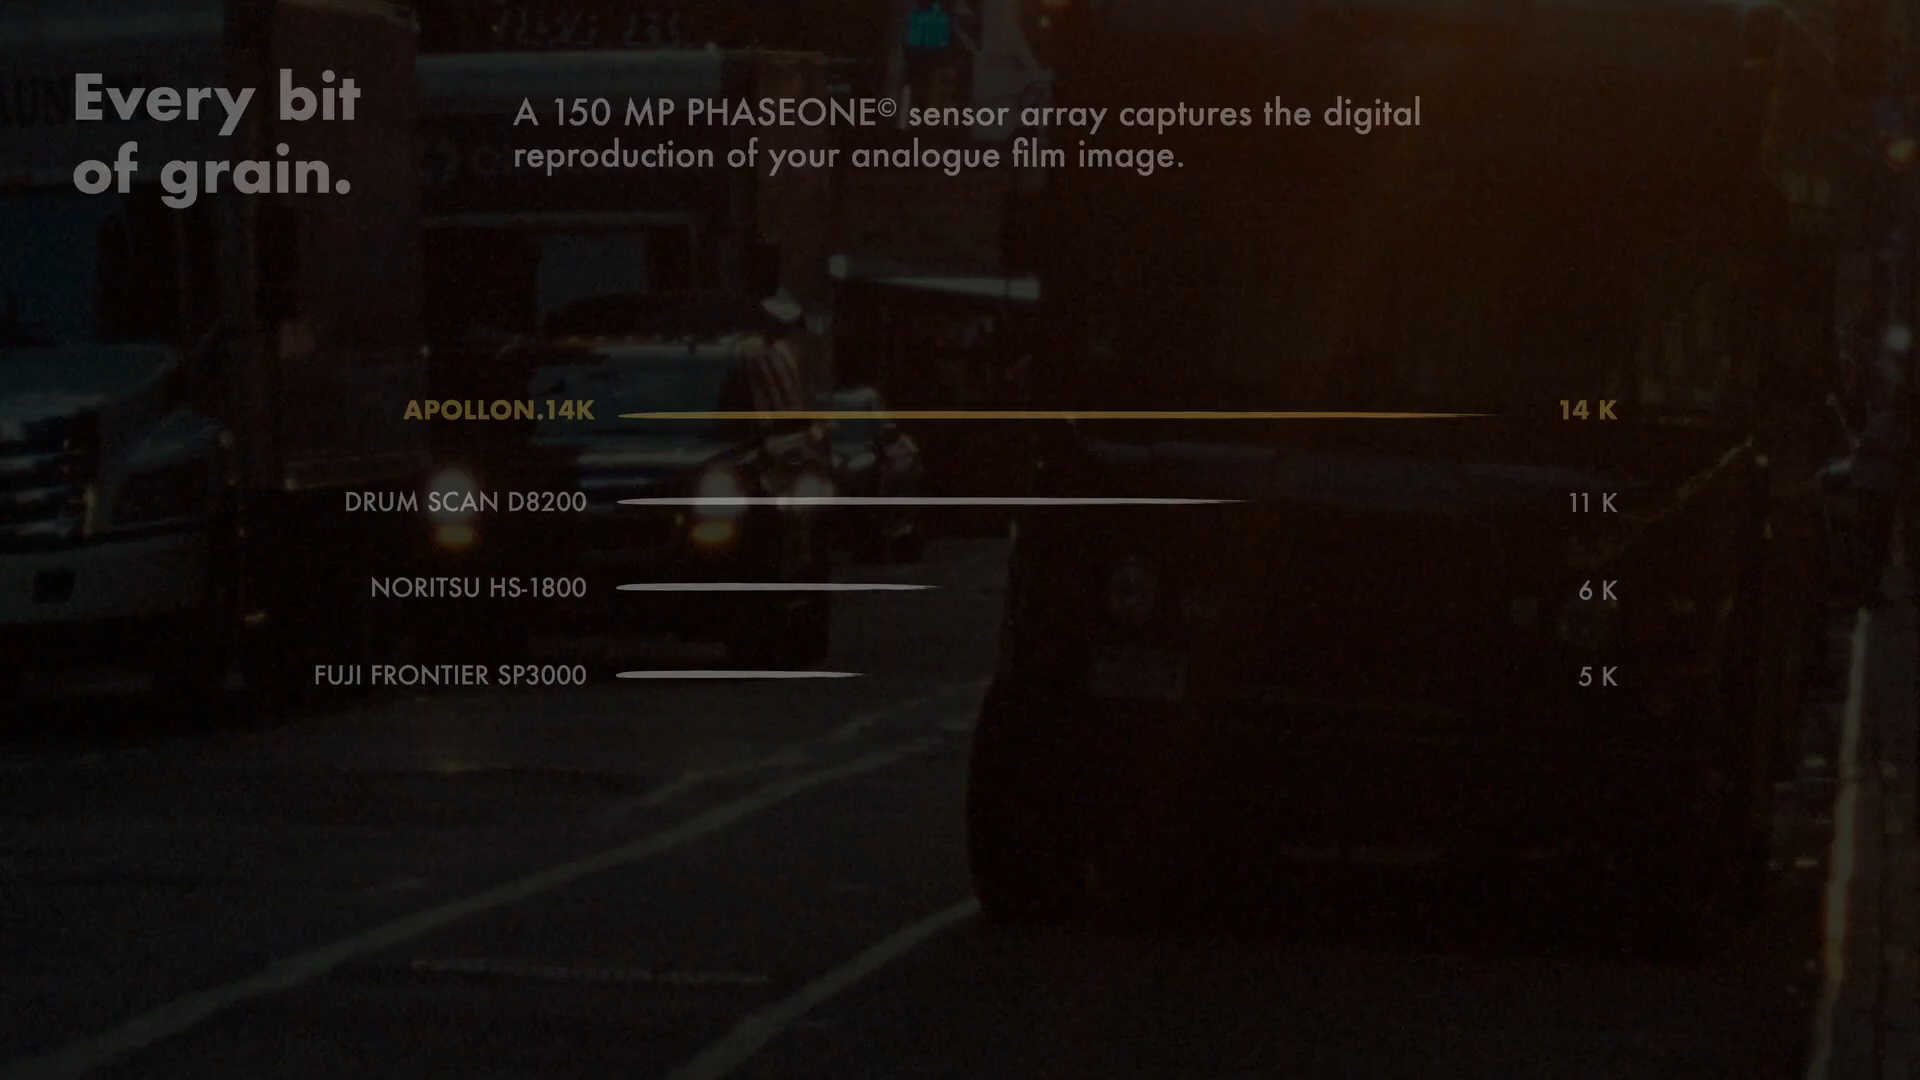 Every bit
of grain.
A 150 MP PHASEONE© sensor array captures the digital
reproduction of your analogue film image.
APOLLON.14K 14 K
DRUM SCAN D8200 11 K
NORITSU HS-1800 6 K
FUJI FRONTIER SP3000 5 K